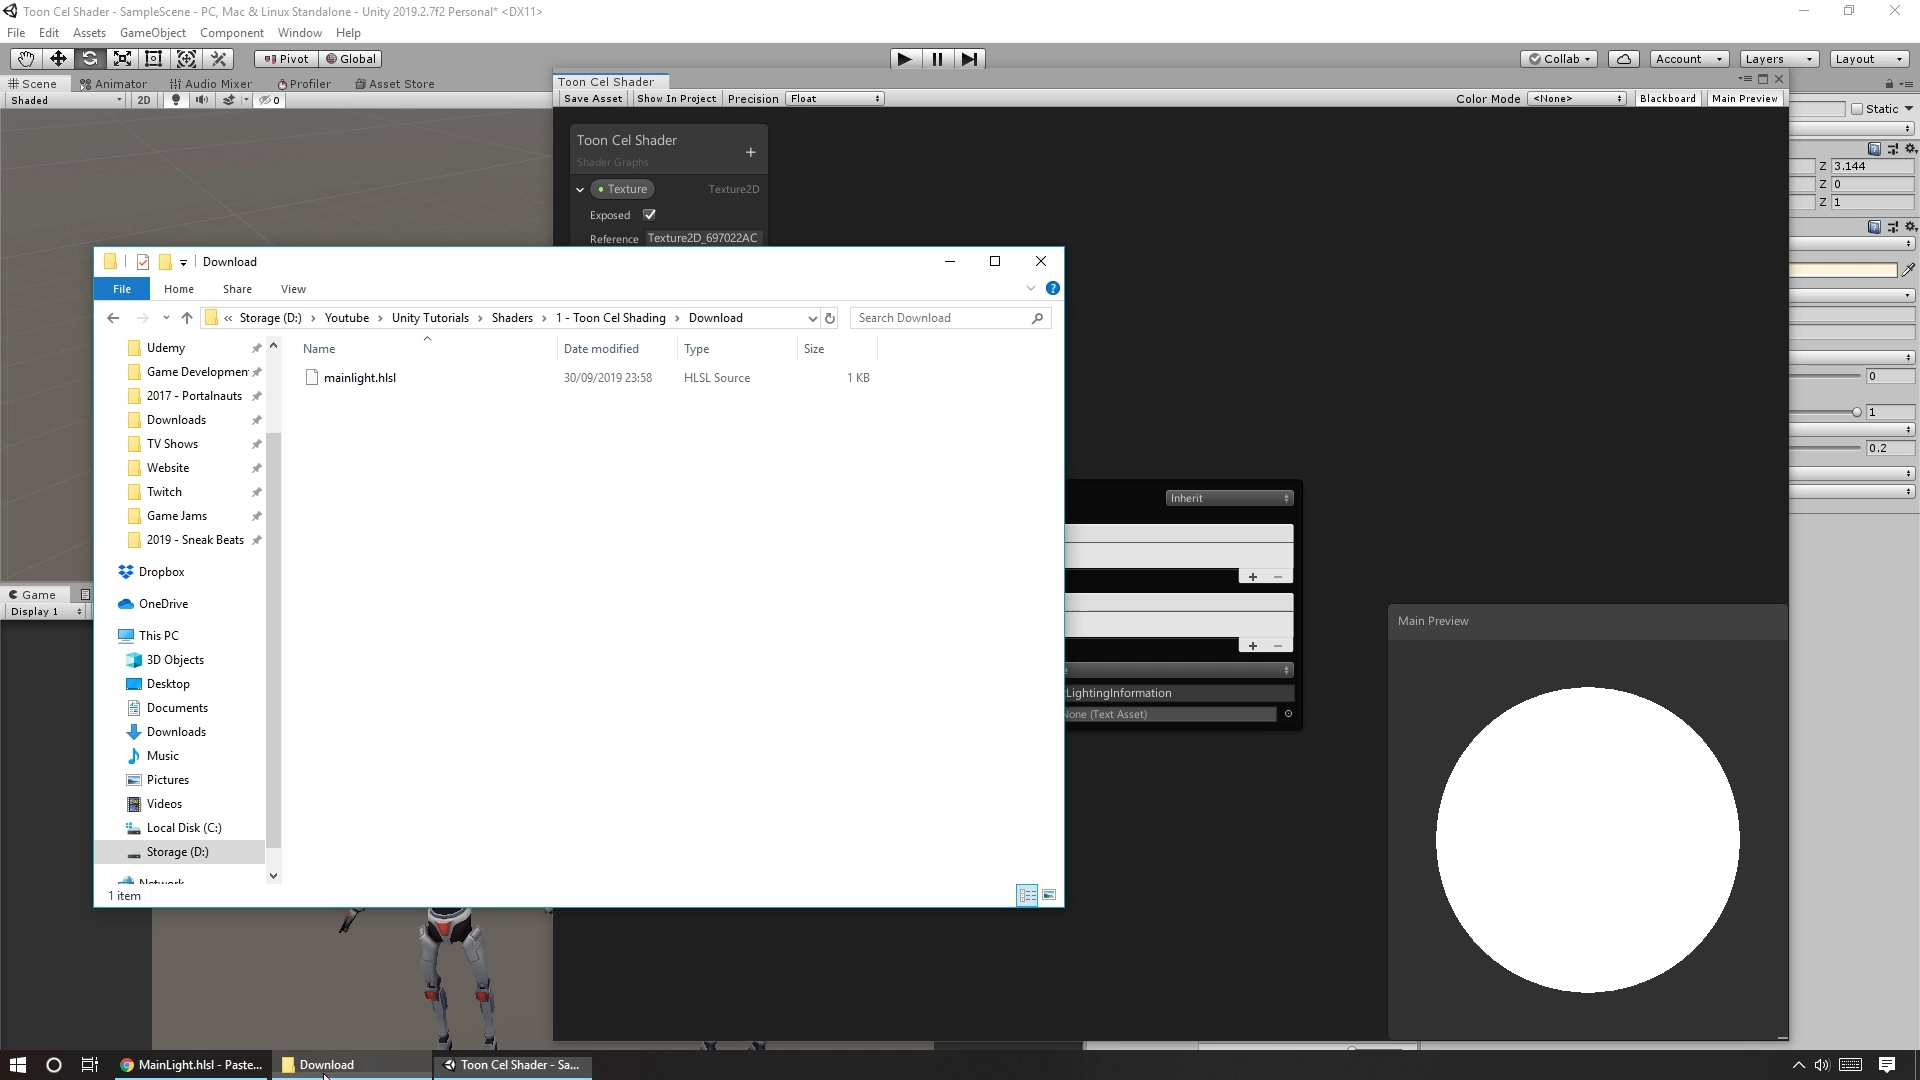 Toon Cel Shader - SampleScene - PC, Mac & Linux Standalone - Unity 2019.2.7f2 Personal* <DX11>
File Edit Assets GameObject Component Window Help
Pivot Global Collab Account Layers Layout
Scene Animator Audio Mixer Profiler Asset Store
Toon Cel Shader
Shaded 2D 0
Save Asset Show In Project Precision Float Color Mode <None> Blackboard Main Preview
Static
Toon Cel Shader
Shader Graphs
Texture Texture2D
Exposed
Reference Texture2D_697022AC
Z 3.144
Z 0
Z 1
0
1
0.2
Download
File Home Share View
Storage (D:) Youtube Unity Tutorials Shaders 1 - Toon Cel Shading Download
Search Download
Name Date modified Type Size
mainlight.hlsl 30/09/2019 23:58 HLSL Source 1 KB
Udemy
Game Developmen
2017 - Portalnauts
Downloads
TV Shows
Website
Twitch
Game Jams
2019 - Sneak Beats
Dropbox
OneDrive
This PC
3D Objects
Desktop
Documents
Downloads
Music
Pictures
Videos
Local Disk (C:)
Storage (D:)
Network
1 item
Game
Display 1
Inherit
LightingInformation
None (Text Asset)
Main Preview
MainLight.hlsl - Paste... Download Toon Cel Shader - Sa...